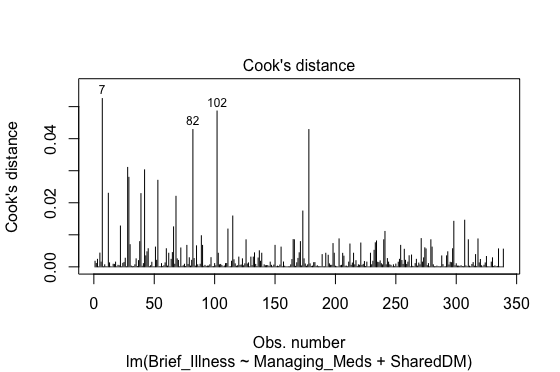 Cook's distance
7
102
82
Cook's distance
0.04
0.02
0.00
0 50 100 150 200 250 300 350
Obs. number
lm(Brief_Illness ~ Managing_Meds + SharedDM)